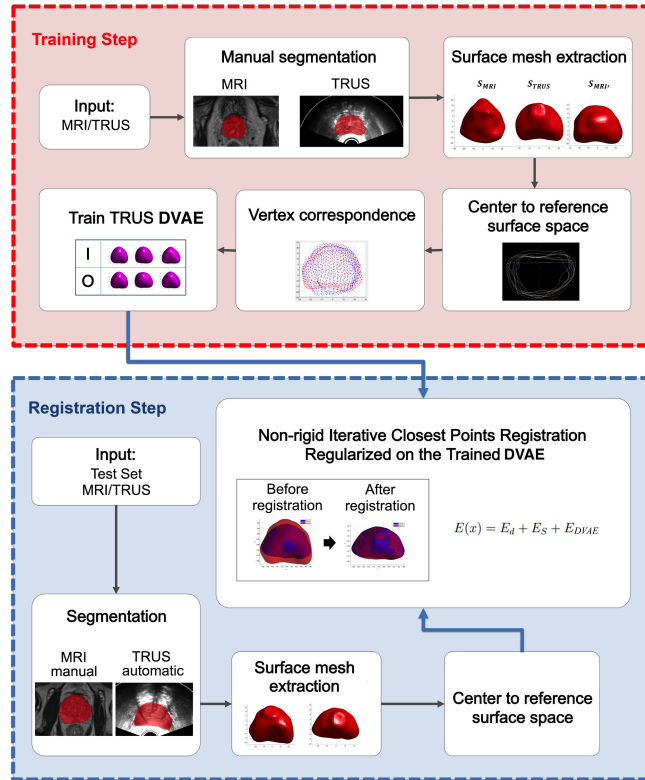 Training Step
Input:
MRI/TRUS
Manual segmentation
MRI
TRUS
Surface mesh extraction
S_MRI
S_TRUS
S_MRI'
Train TRUS DVAE
I
O
Vertex correspondence
Center to reference
surface space
Registration Step
Input:
Test Set
MRI/TRUS
Non-rigid Iterative Closest Points Registration
Regularized on the Trained DVAE
Before
registration
After
registration
E(x) = E_d + E_S + E_DVAE
Segmentation
MRI
manual
TRUS
automatic
Surface mesh
extraction
Center to reference
surface space